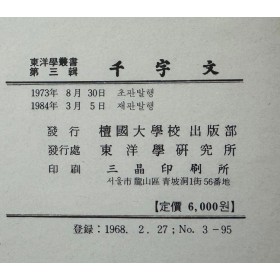 東洋學叢書
第三輯
千字文
1973年 8月 30日 초판발행
1984年 3月 5日 재판발행
發行 檀國大學校 出版部
發行處 東洋學硏究所
印刷 三晶印刷所
서울市 龍山區 靑坡洞1街56番地
【定價 6,000원】
登録：1968. 2. 27；No. 3－95